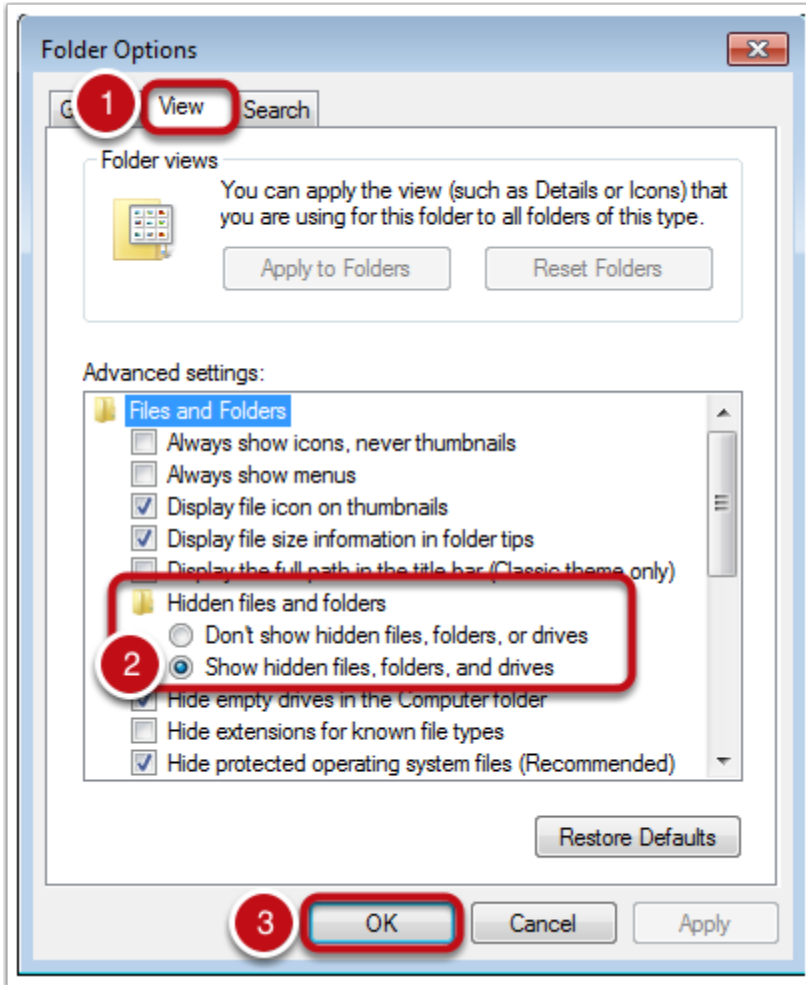 Folder Options
1
View
Search
Folder views
You can apply the view (such as Details or Icons) that
you are using for this folder to all folders of this type.
Apply to Folders
Reset Folders
Advanced settings:
Files and Folders
Always show icons, never thumbnails
Always show menus
Display file icon on thumbnails
Display file size information in folder tips
Display the full path in the title bar (Classic theme only)
Hidden files and folders
Don't show hidden files, folders, or drives
2
Show hidden files, folders, and drives
Hide empty drives in the Computer folder
Hide extensions for known file types
Hide protected operating system files (Recommended)
Restore Defaults
3
OK
Cancel
Apply